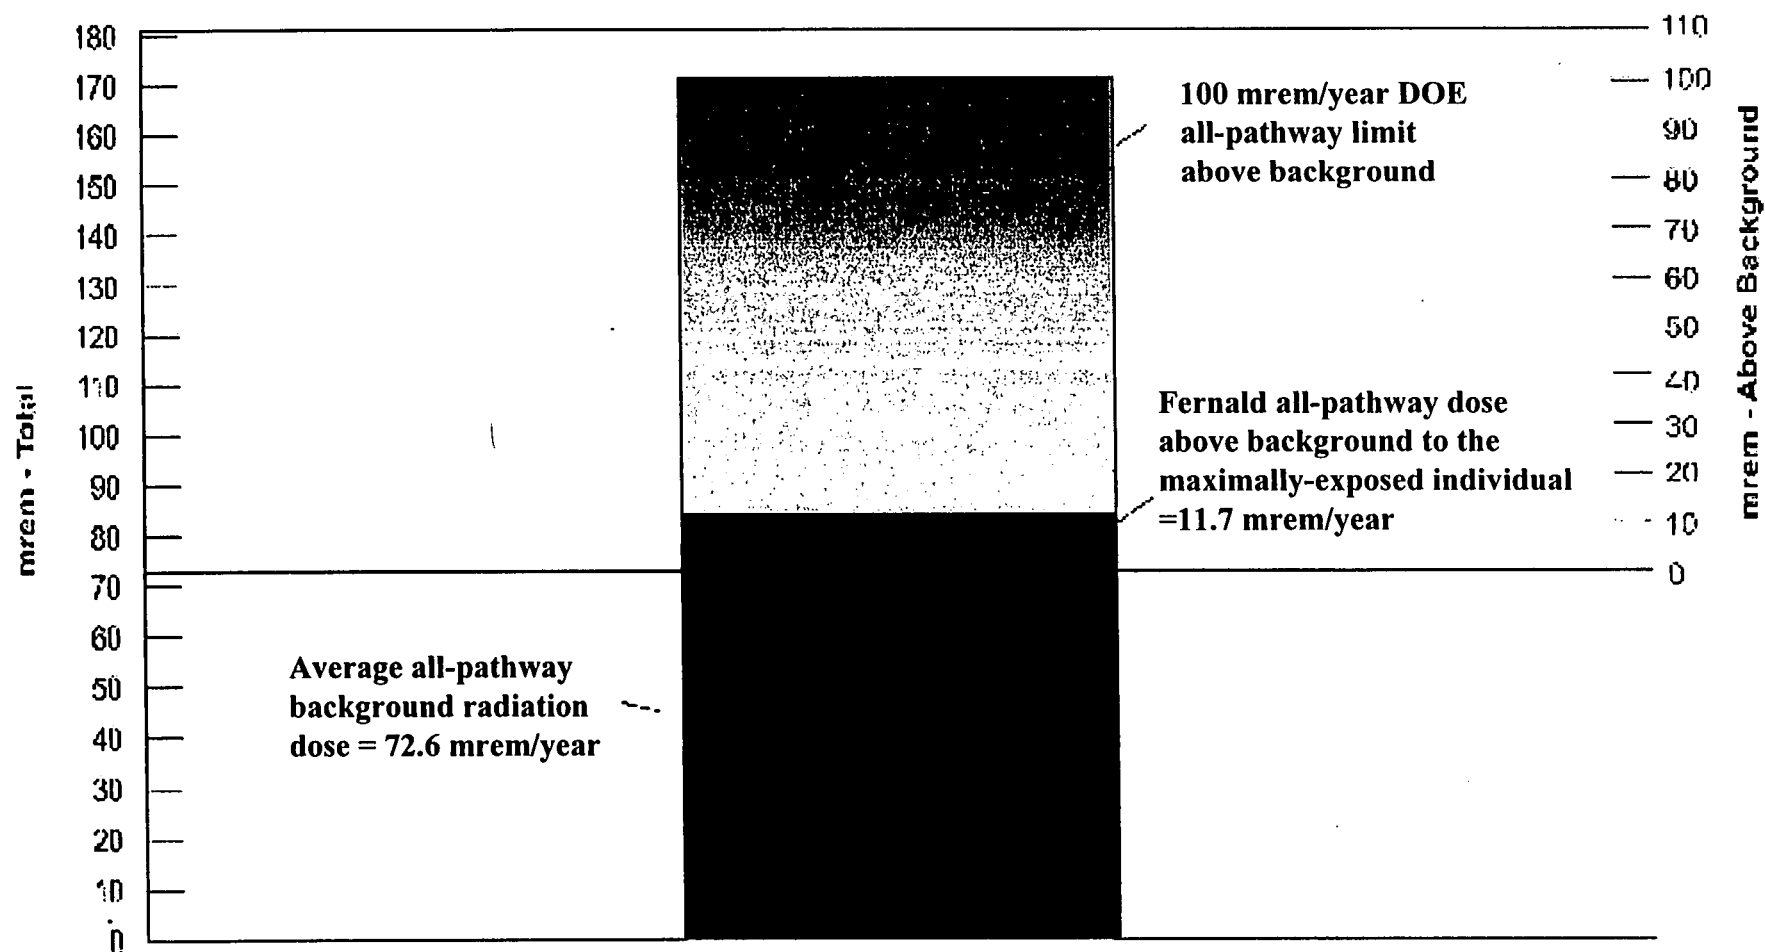 mrem - Total
180
170
160
150
140
130
120
110
100
90
80
70
60
50
40
30
20
10
0
100 mrem/year DOE
all-pathway limit
above background
Fernald all-pathway dose
above background to the
maximally-exposed individual
=11.7 mrem/year
Average all-pathway
background radiation
dose = 72.6 mrem/year
110
100
90
80
70
60
50
40
30
20
10
0
mrem - Above Background